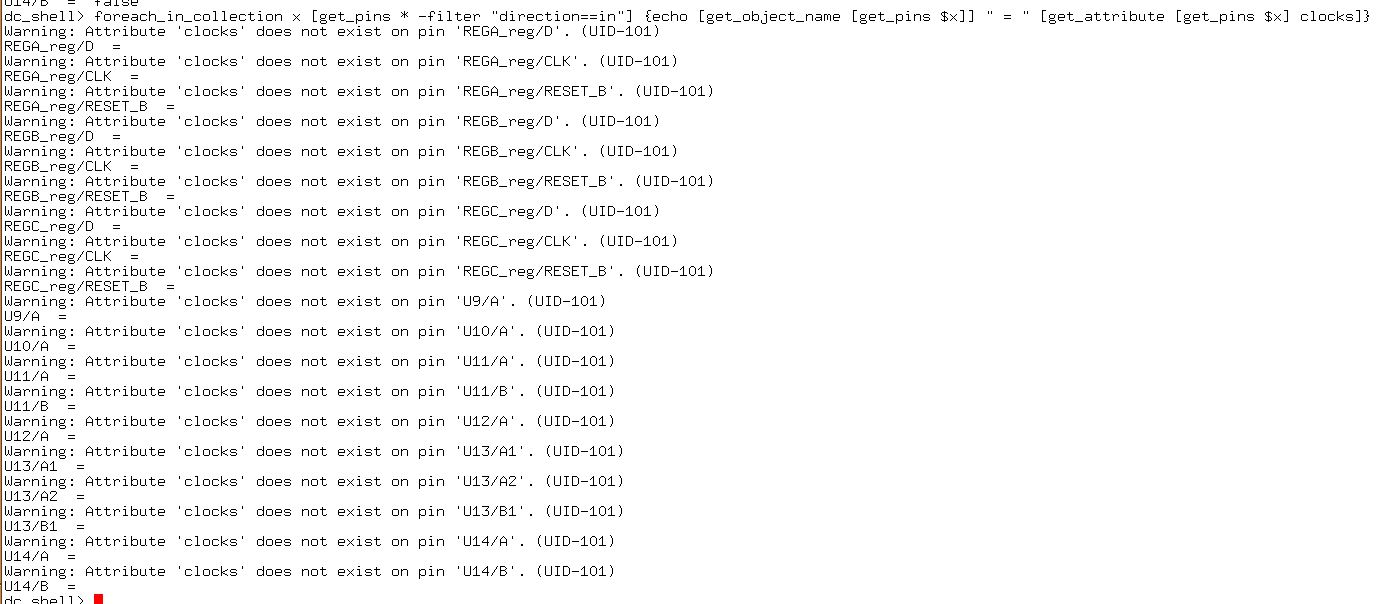 U14/B  =  false
dc_shell> foreach_in_collection x [get_pins * -filter "direction==in"] {echo [get_object_name [get_pins $x]] " = " [get_attribute [get_pins $x] clocks]}
Warning: Attribute 'clocks' does not exist on pin 'REGA_reg/D'. (UID-101)
REGA_reg/D  =
Warning: Attribute 'clocks' does not exist on pin 'REGA_reg/CLK'. (UID-101)
REGA_reg/CLK  =
Warning: Attribute 'clocks' does not exist on pin 'REGA_reg/RESET_B'. (UID-101)
REGA_reg/RESET_B  =
Warning: Attribute 'clocks' does not exist on pin 'REGB_reg/D'. (UID-101)
REGB_reg/D  =
Warning: Attribute 'clocks' does not exist on pin 'REGB_reg/CLK'. (UID-101)
REGB_reg/CLK  =
Warning: Attribute 'clocks' does not exist on pin 'REGB_reg/RESET_B'. (UID-101)
REGB_reg/RESET_B  =
Warning: Attribute 'clocks' does not exist on pin 'REGC_reg/D'. (UID-101)
REGC_reg/D  =
Warning: Attribute 'clocks' does not exist on pin 'REGC_reg/CLK'. (UID-101)
REGC_reg/CLK  =
Warning: Attribute 'clocks' does not exist on pin 'REGC_reg/RESET_B'. (UID-101)
REGC_reg/RESET_B  =
Warning: Attribute 'clocks' does not exist on pin 'U9/A'. (UID-101)
U9/A  =
Warning: Attribute 'clocks' does not exist on pin 'U10/A'. (UID-101)
U10/A  =
Warning: Attribute 'clocks' does not exist on pin 'U11/A'. (UID-101)
U11/A  =
Warning: Attribute 'clocks' does not exist on pin 'U11/B'. (UID-101)
U11/B  =
Warning: Attribute 'clocks' does not exist on pin 'U12/A'. (UID-101)
U12/A  =
Warning: Attribute 'clocks' does not exist on pin 'U13/A1'. (UID-101)
U13/A1  =
Warning: Attribute 'clocks' does not exist on pin 'U13/A2'. (UID-101)
U13/A2  =
Warning: Attribute 'clocks' does not exist on pin 'U13/B1'. (UID-101)
U13/B1  =
Warning: Attribute 'clocks' does not exist on pin 'U14/A'. (UID-101)
U14/A  =
Warning: Attribute 'clocks' does not exist on pin 'U14/B'. (UID-101)
U14/B  =
dc_shell>